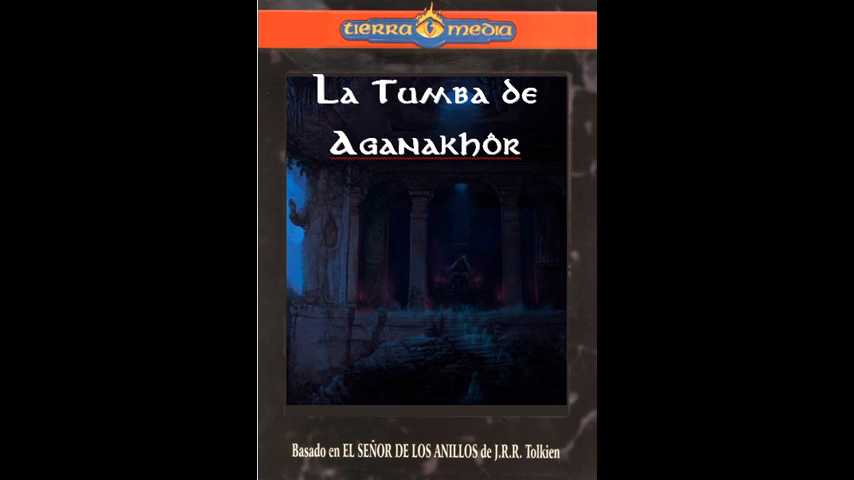 tierra media
La Tumba de
Aganakhôr
Basado en EL SEÑOR DE LOS ANILLOS de J.R.R. Tolkien